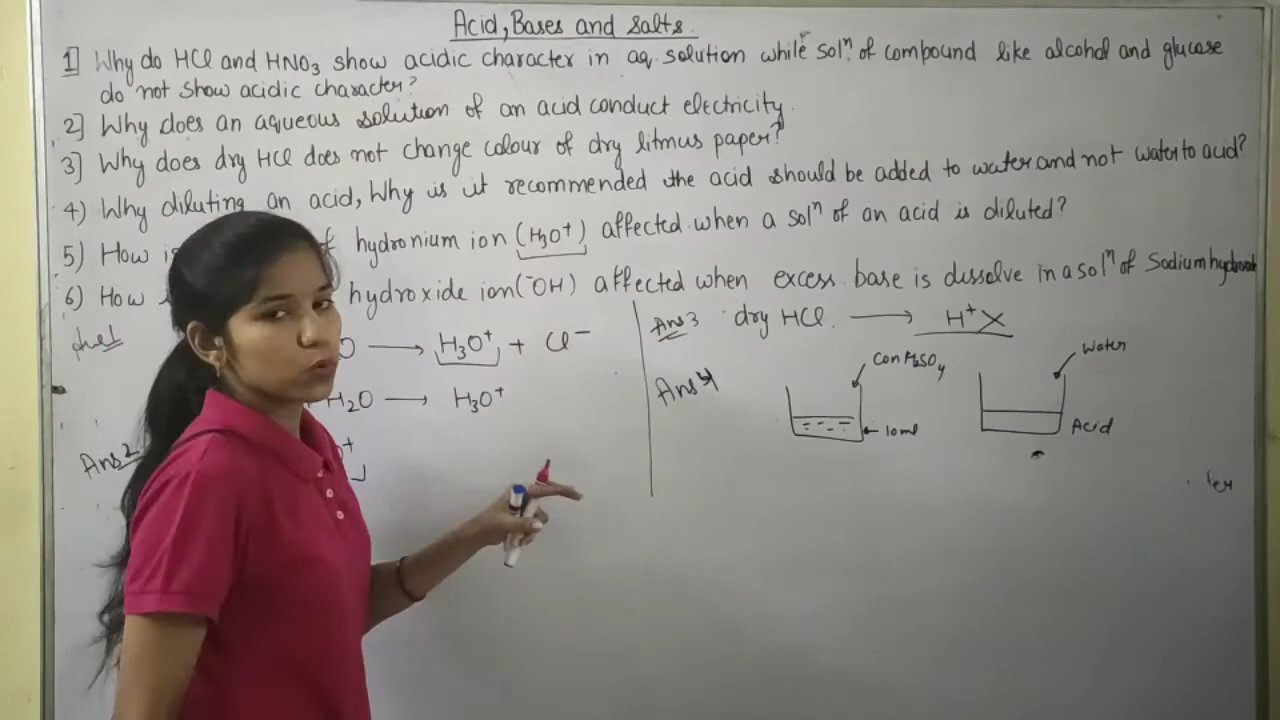 Acid, Bases and Salts.
1] Why do HCl and HNO3 show acidic character in aq. solution while solⁿ. of compound like alcohol and glucose
do not show acidic character?
2] Why does an aqueous solution of an acid conduct electricity.
3] Why does dry HCl does not change colour of dry litmus paper?
4) Why diluting an acid, Why is it recommended the acid should be added to water and not water to acid?
5) How is hydronium ion (H3O+) affected when a solⁿ of an acid is diluted?
6) How hydroxide ion (-OH) affected when excess base is dissolve in a solⁿ of Sodium hydroxide
O → H3O+ + Cl-
H2O → H3O+
Ans2
Ans 3 dry HCl. → H+ X
Ans 4
Con H2SO4
10ml
Water
Acid